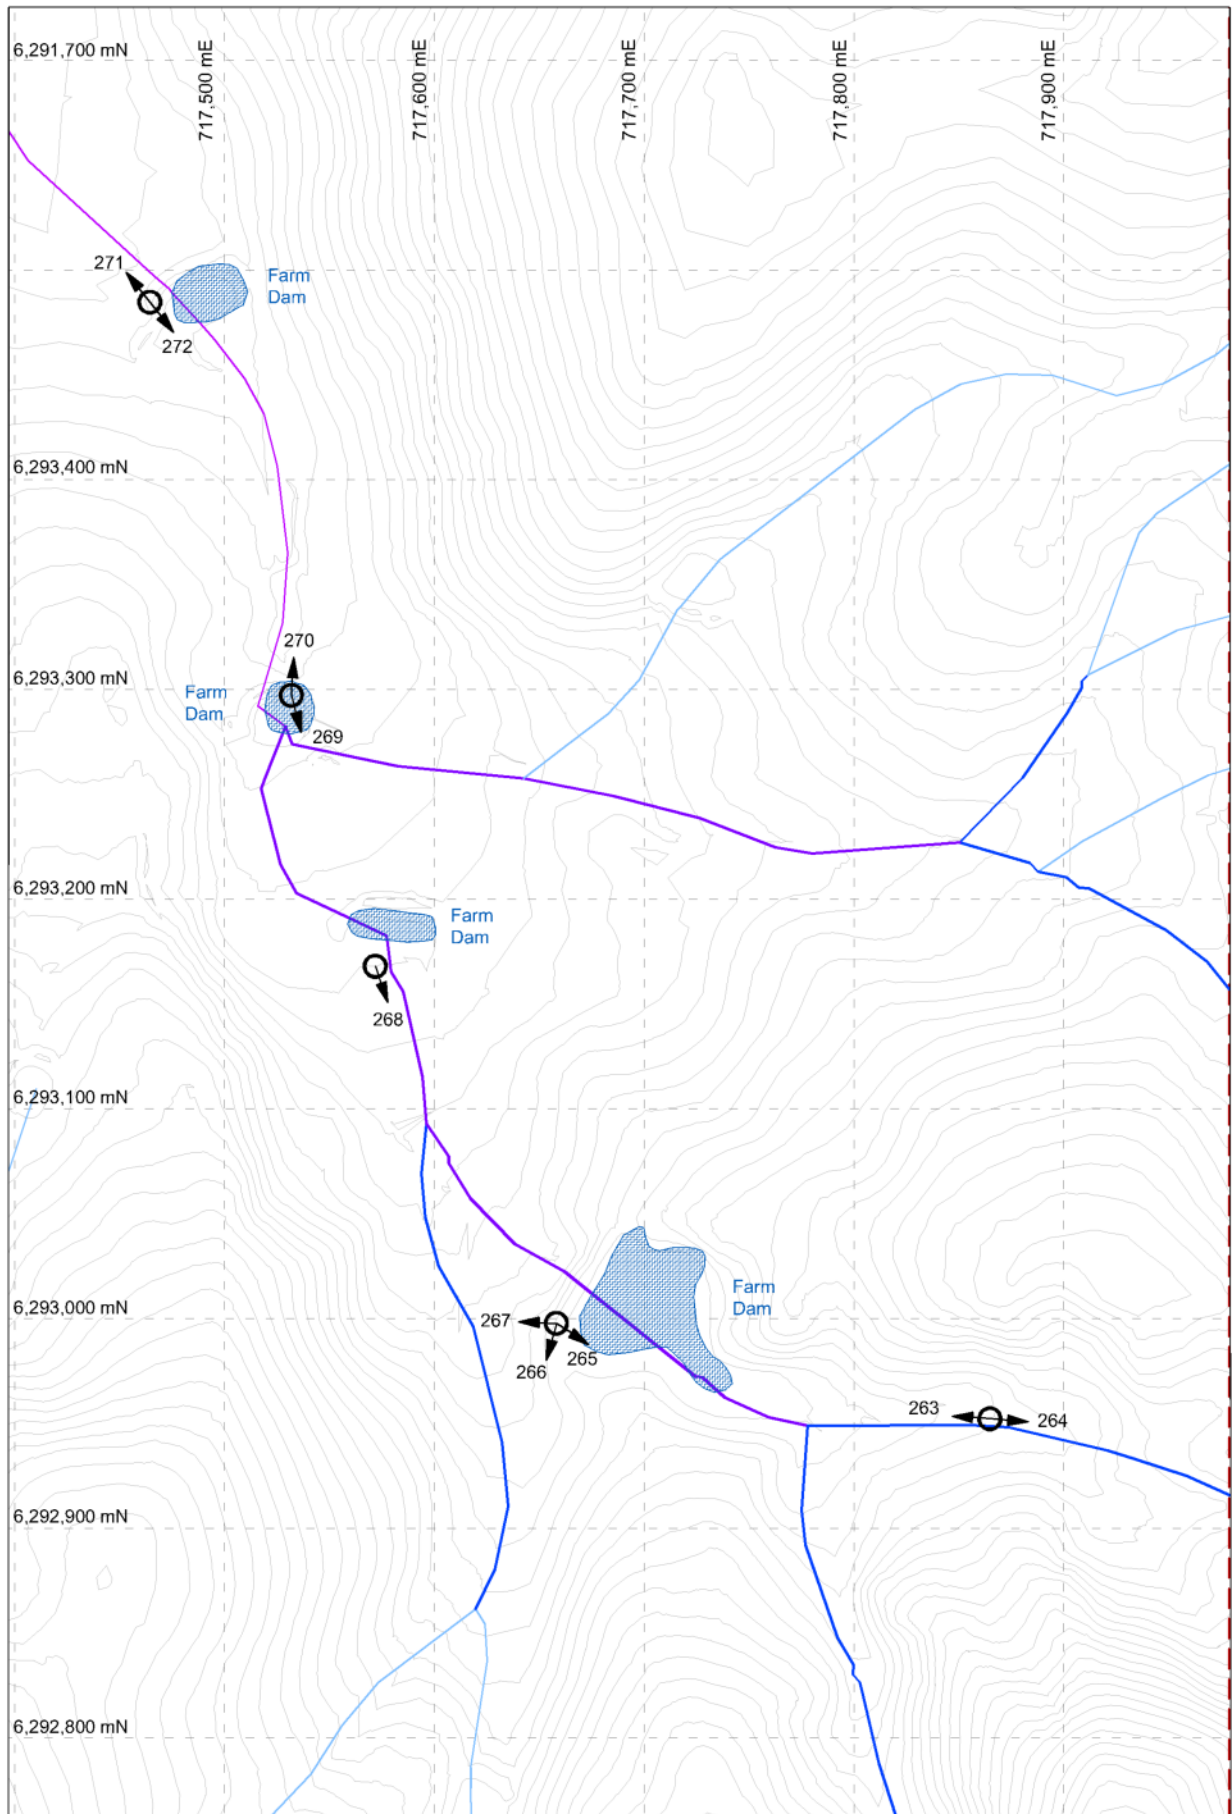 6,291,700 mN
717,500 mE
717,600 mE
717,700 mE
717,800 mE
717,900 mE
271
Farm
Dam
272
6,293,400 mN
270
6,293,300 mN
Farm
Dam
269
6,293,200 mN
Farm
Dam
268
6,293,100 mN
Farm
Dam
6,293,000 mN
267
265
266
263
264
6,292,900 mN
6,292,800 mN